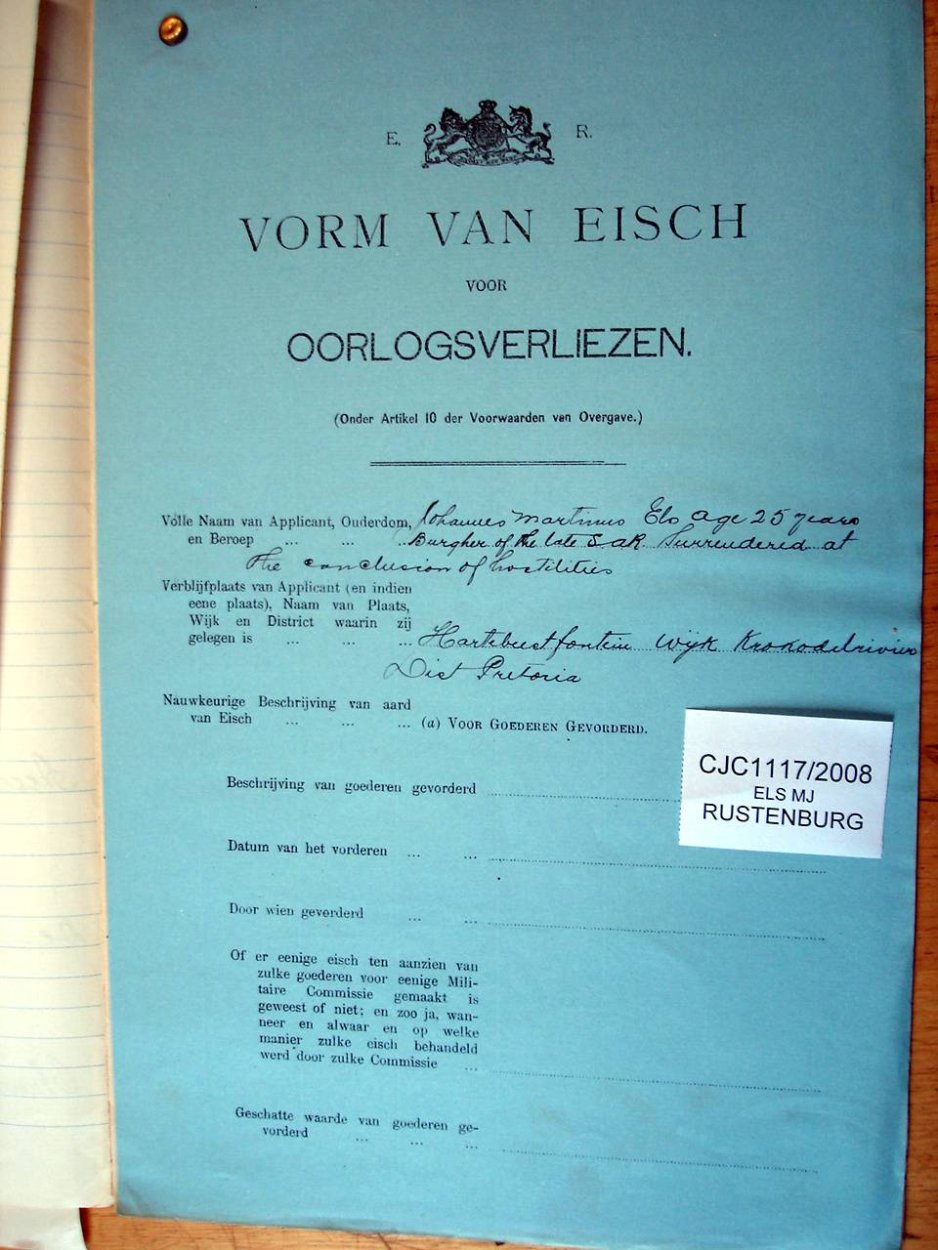 E. R.
VORM VAN EISCH
VOOR
OORLOGSVERLIEZEN.
(Onder Artikel 10 der Voorwaarden van Overgave.)
Volle Naam van Applicant, Ouderdom, Johannes Martinus Els age 25 years
en Beroep ... ... ... Burgher of the late S.A.R. Surrendered at
the conclusion of hostilities
Verblijfplaats van Applicant (en indien
eene plaats), Naam van Plaats,
Wijk en District waarin zij
gelegen is ... ... ... Hartebeestfontein Wijk Krokodilrivier
Dist Pretoria
Nauwkeurige Beschrijving van aard
van Eisch ... ... ... (a) VOOR GOEDEREN GEVORDERD.
CJC1117/2008
ELS MJ
RUSTENBURG
Beschrijving van goederen gevorderd
Datum van het vorderen ... ...
Door wien gevorderd ... ...
Of er eenige eisch ten aanzien van
zulke goederen voor eenige Mili-
taire Commissie gemaakt is
geweest of niet; en zoo ja, wan-
neer en alwaar en op welke
manier zulke eisch behandeld
werd door zulke Commissie ...
Geschatte waarde van goederen ge-
vorderd ... ... ...